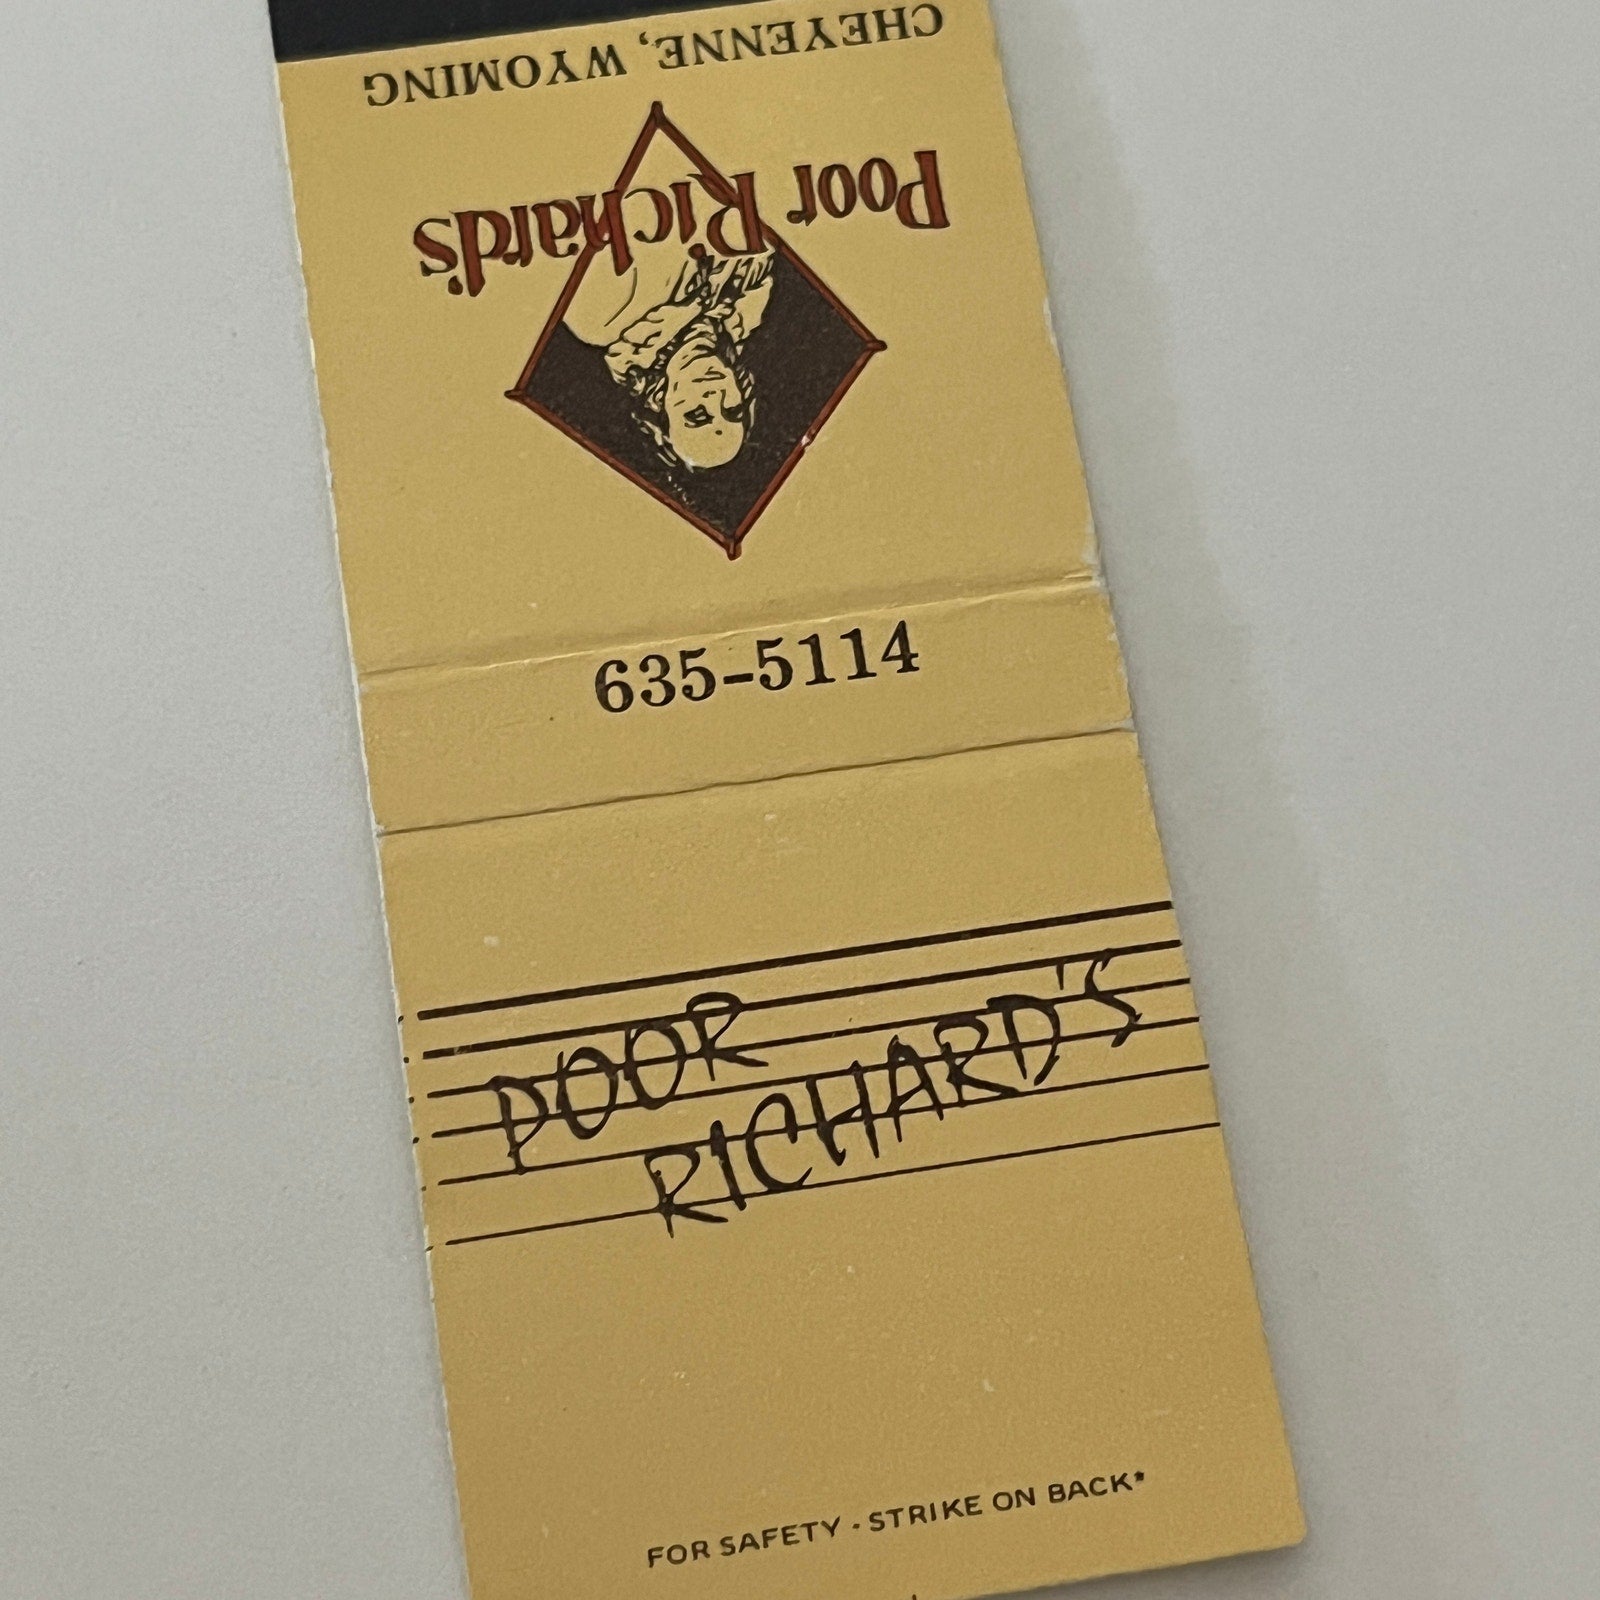 CHEYENNE, WYOMING
Poor Richard's
635-5114
POOR
RICHARD'S
FOR SAFETY · STRIKE ON BACK*